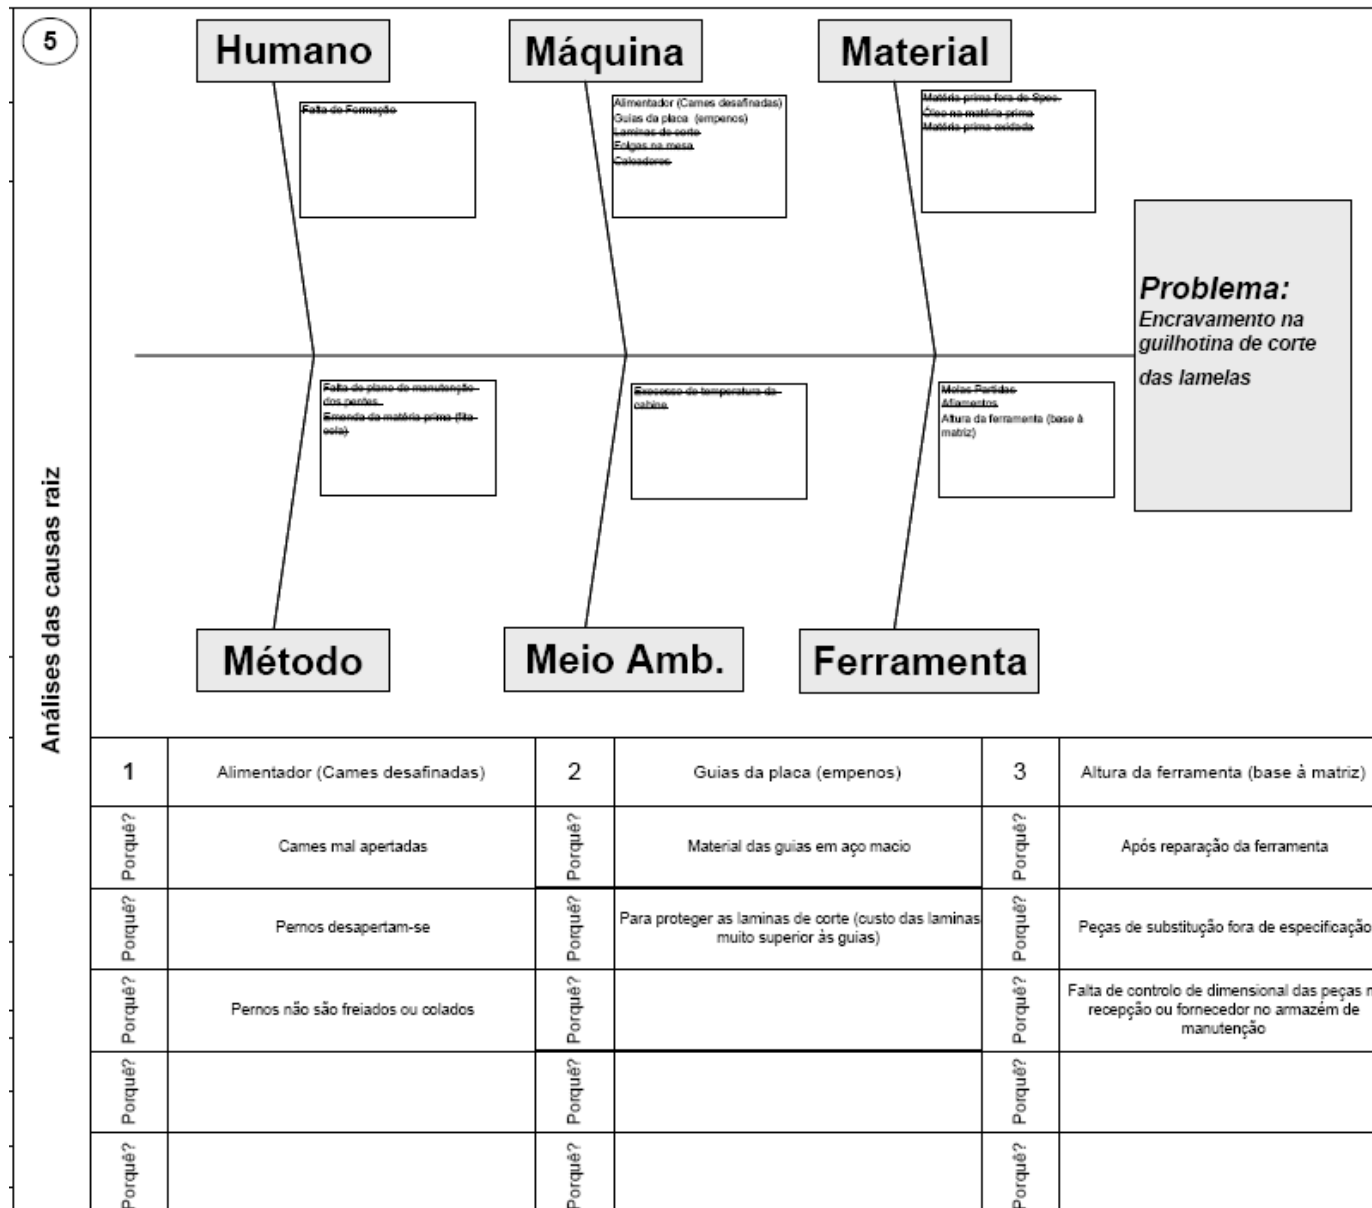 5
Análises das causas raiz
Humano
Máquina
Material
Falta de Formação
Alimentador (Cames desafinadas)
Guias da placa (empenos)
Laminas de corte
Folgas na mesa
Calcadores
Matéria prima fora de Spec.
Óleo na matéria prima
Matéria prima oxidada
Problema:
Encravamento na
guilhotina de corte
das lamelas
Falta de plano de manutenção
dos pentes.
Emenda da matéria prima (fita
cola)
Execesso de temperatura da
cabine
Molas Partidas
Afiamentos
Altura da ferramenta (base à
matriz)
Método
Meio Amb.
Ferramenta
1
Alimentador (Cames desafinadas)
2
Guias da placa (empenos)
3
Altura da ferramenta (base à matriz)
Porquê?
Cames mal apertadas
Porquê?
Material das guias em aço macio
Porquê?
Após reparação da ferramenta
Porquê?
Pernos desapertam-se
Porquê?
Para proteger as laminas de corte (custo das laminas
muito superior às guias)
Porquê?
Peças de substituição fora de especificação
Porquê?
Pernos não são freiados ou colados
Porquê?
Porquê?
Falta de controlo de dimensional das peças
recepção ou fornecedor no armazém de
manutenção
Porquê?
Porquê?
Porquê?
Porquê?
Porquê?
Porquê?